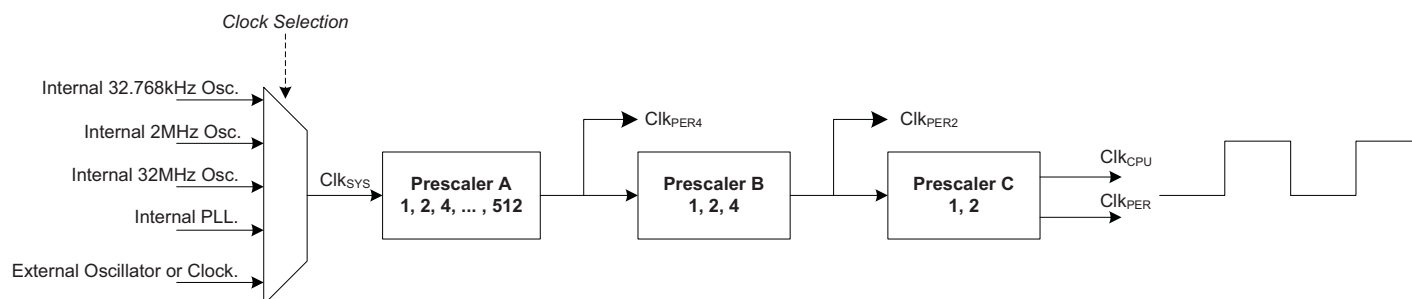 Clock Selection
Internal 32.768kHz Osc.
Internal 2MHz Osc.
Internal 32MHz Osc.
Internal PLL.
External Oscillator or Clock.
ClkSYS
Prescaler A
1, 2, 4, ... , 512
ClkPER4
Prescaler B
1, 2, 4
ClkPER2
Prescaler C
1, 2
ClkCPU
ClkPER